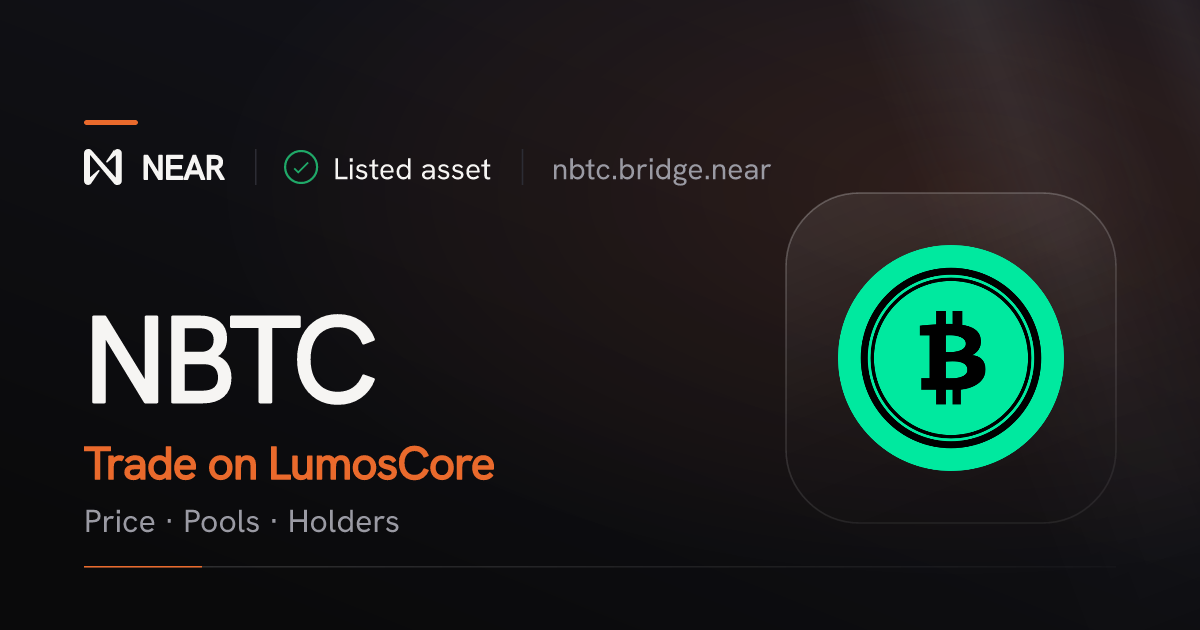 NEAR Listed asset nbtc.bridge.near
NBTC
Trade on LumosCore
Price · Pools · Holders